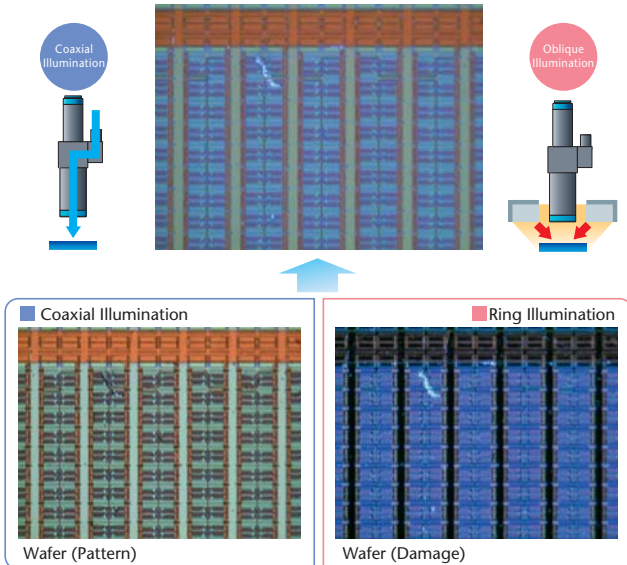 Coaxial
Illumination
Oblique
Illumination
Coaxial Illumination
Ring Illumination
Wafer (Pattern)
Wafer (Damage)